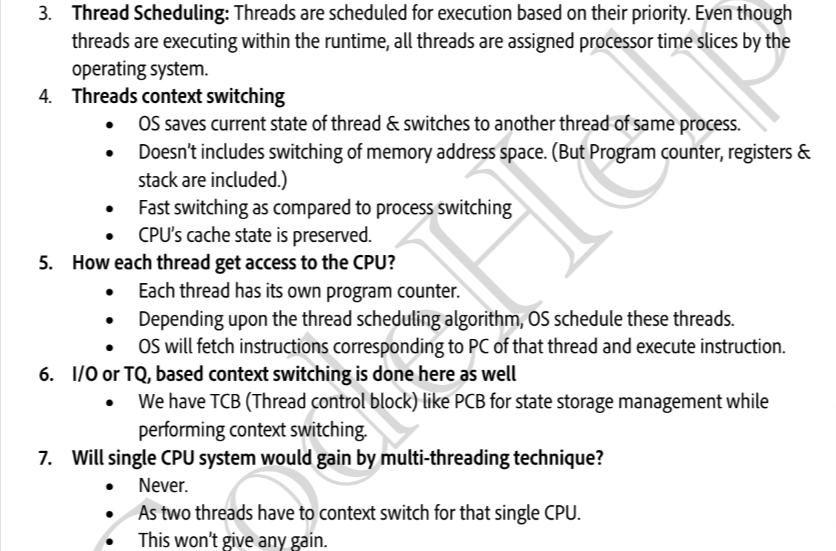 3. Thread Scheduling: Threads are scheduled for execution based on their priority. Even though
threads are executing within the runtime, all threads are assigned processor time slices by the
operating system.
4. Threads context switching
• OS saves current state of thread & switches to another thread of same process.
• Doesn't includes switching of memory address space. (But Program counter, registers &
stack are included.)
• Fast switching as compared to process switching
• CPU's cache state is preserved.
5. How each thread get access to the CPU?
• Each thread has its own program counter.
• Depending upon the thread scheduling algorithm, OS schedule these threads.
• OS will fetch instructions corresponding to PC of that thread and execute instruction.
6. I/O or TQ, based context switching is done here as well
• We have TCB (Thread control block) like PCB for state storage management while
performing context switching.
7. Will single CPU system would gain by multi-threading technique?
• Never.
• As two threads have to context switch for that single CPU.
• This won't give any gain.
CodeHelp